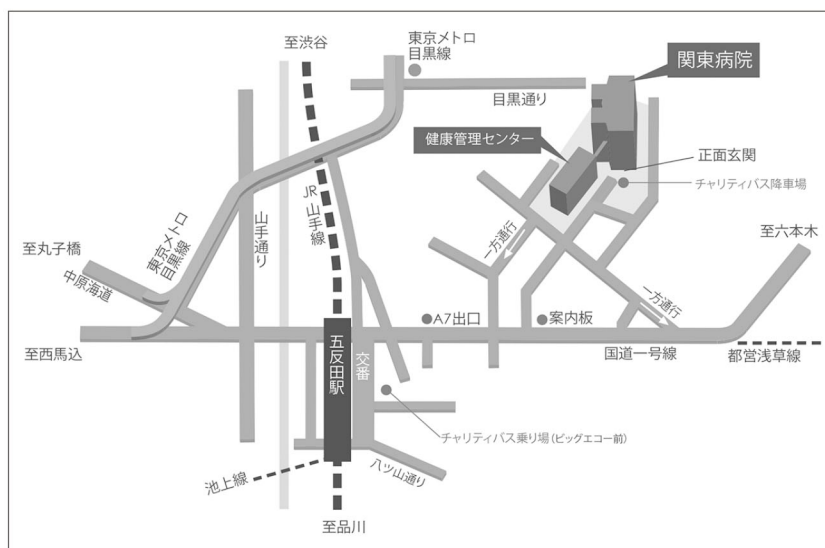 至渋谷
東京メトロ
目黒線
関東病院
目黒通り
健康管理センター
正面玄関
チャリティバス降車場
JR 山手線
山手通り
東京メトロ
目黒線
至丸子橋
中原海道
一方通行
至六本木
一方通行
A7出口
案内板
至西馬込
五反田駅
交番
国道一号線
都営浅草線
チャリティバス乗り場(ビッグエコー前)
池上線
八ツ山通り
至品川